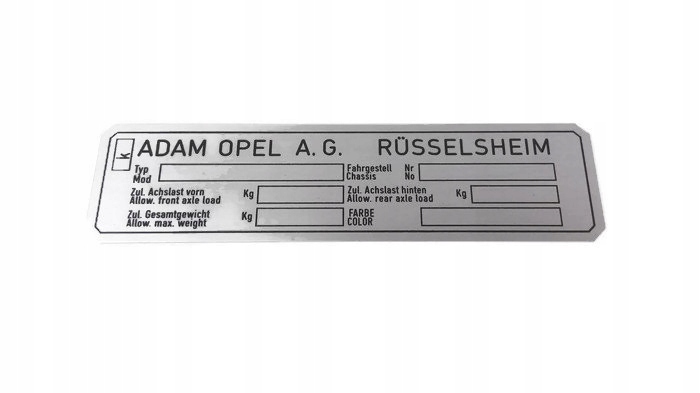 k ADAM OPEL A. G. RÜSSELSHEIM
Typ Fahrgestell Nr
Mod Chassis No
Zul. Achslast vorn Kg Zul. Achslast hinten Kg
Allow. front axle load Allow. rear axle load
Zul. Gesamtgewicht Kg FARBE
Allow. max. weight COLOR